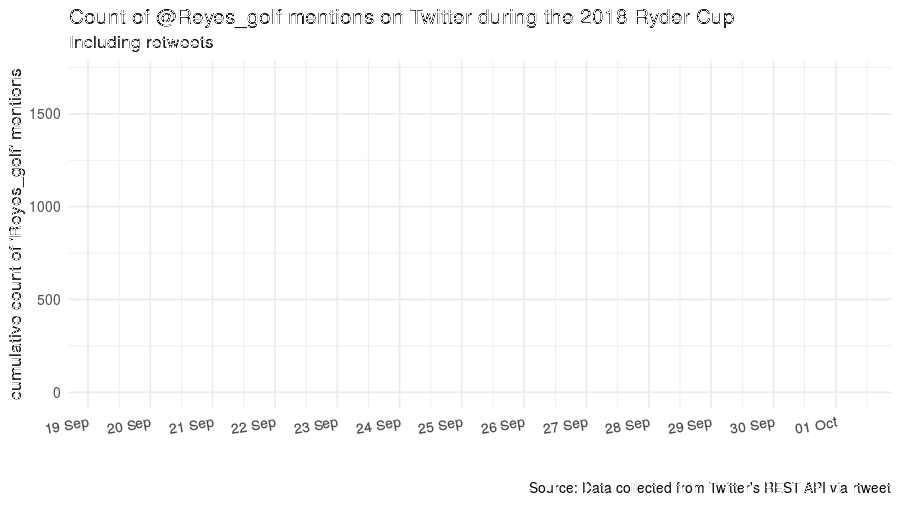 Count of @Reyes_golf mentions on Twitter during the 2018 Ryder Cup
Including retweets
cumulative count of 'Reyes_golf' mentions
1500
1000
500
0
19 Sep 20 Sep 21 Sep 22 Sep 23 Sep 24 Sep 25 Sep 26 Sep 27 Sep 28 Sep 29 Sep 30 Sep 01 Oct
Source: Data collected from Twitter's REST API via rtweet